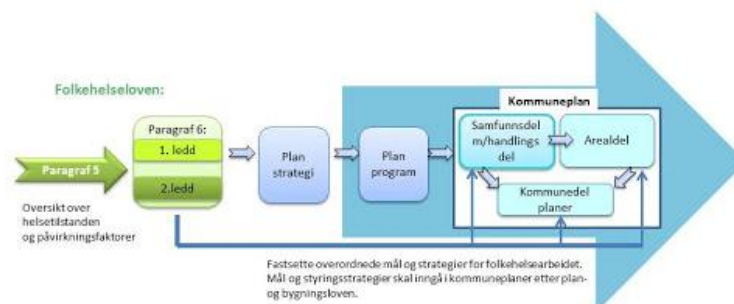 Folkehelseloven:
Paragraf 5
Oversikt over
helsetilstanden
og påvirkningsfaktorer
Paragraf 6:
1. ledd
2.ledd
Plan
strategi
Plan
program
Kommuneplan
Samfunnsdel
m/handlings
del
Arealdel
Kommunedel
planer
Fastsette overordnede mål og strategier for folkehelsearbeidet.
Mål og styringsstrategier skal inngå i kommuneplaner etter plan-
og bygningsloven.